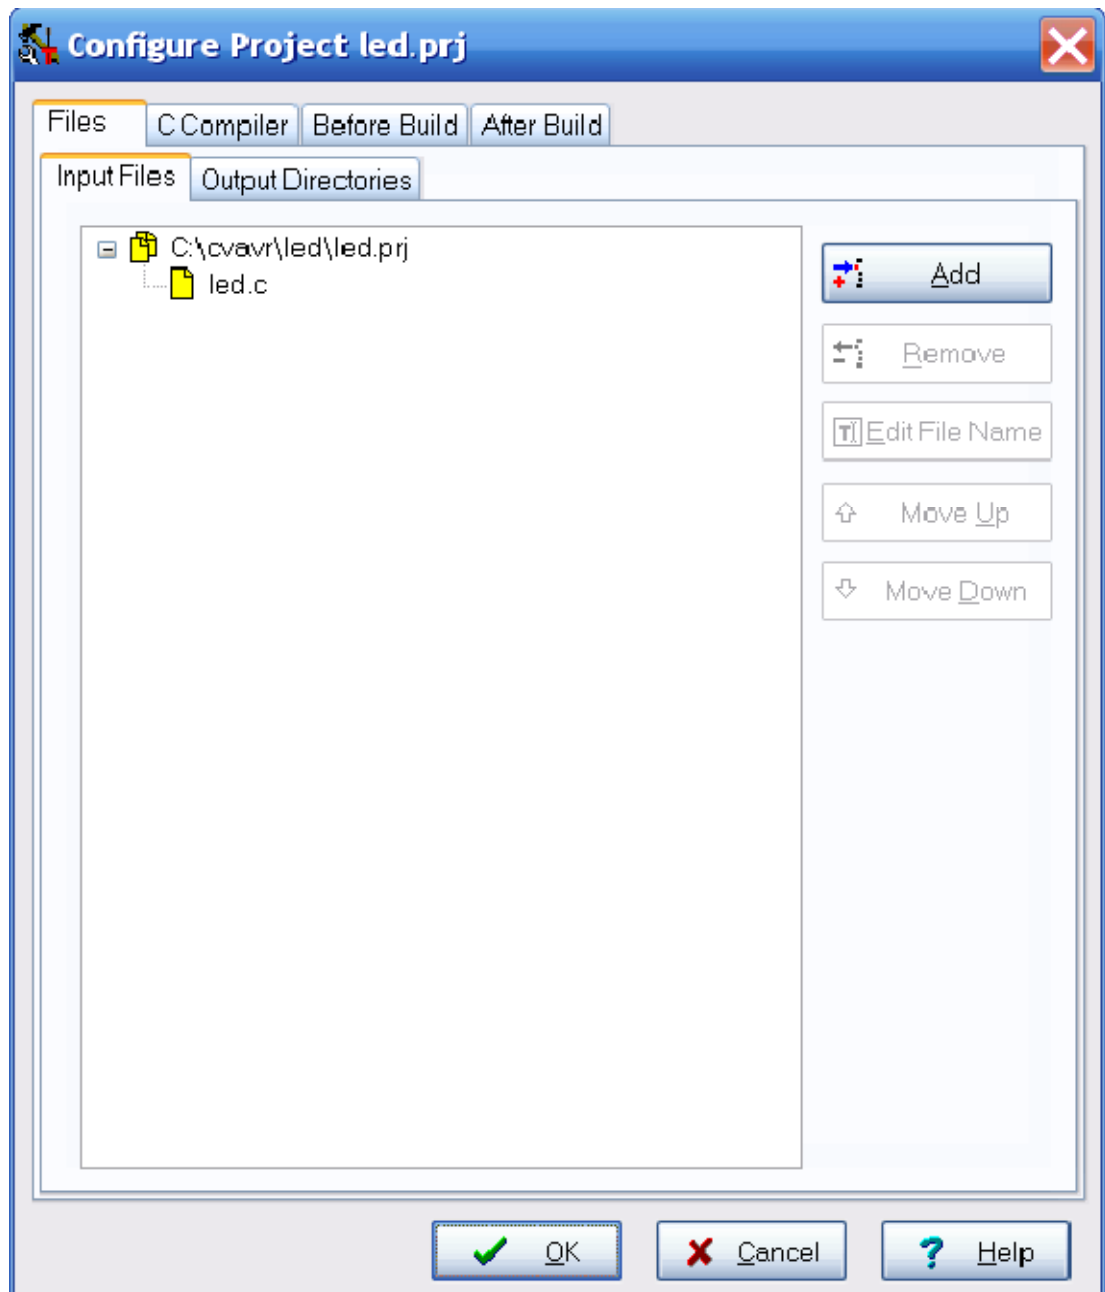 Configure Project led.prj
Files C Compiler Before Build After Build
Input Files Output Directories
C:\cvavr\led\led.prj
led.c
Add
Remove
Edit File Name
Move Up
Move Down
OK Cancel Help